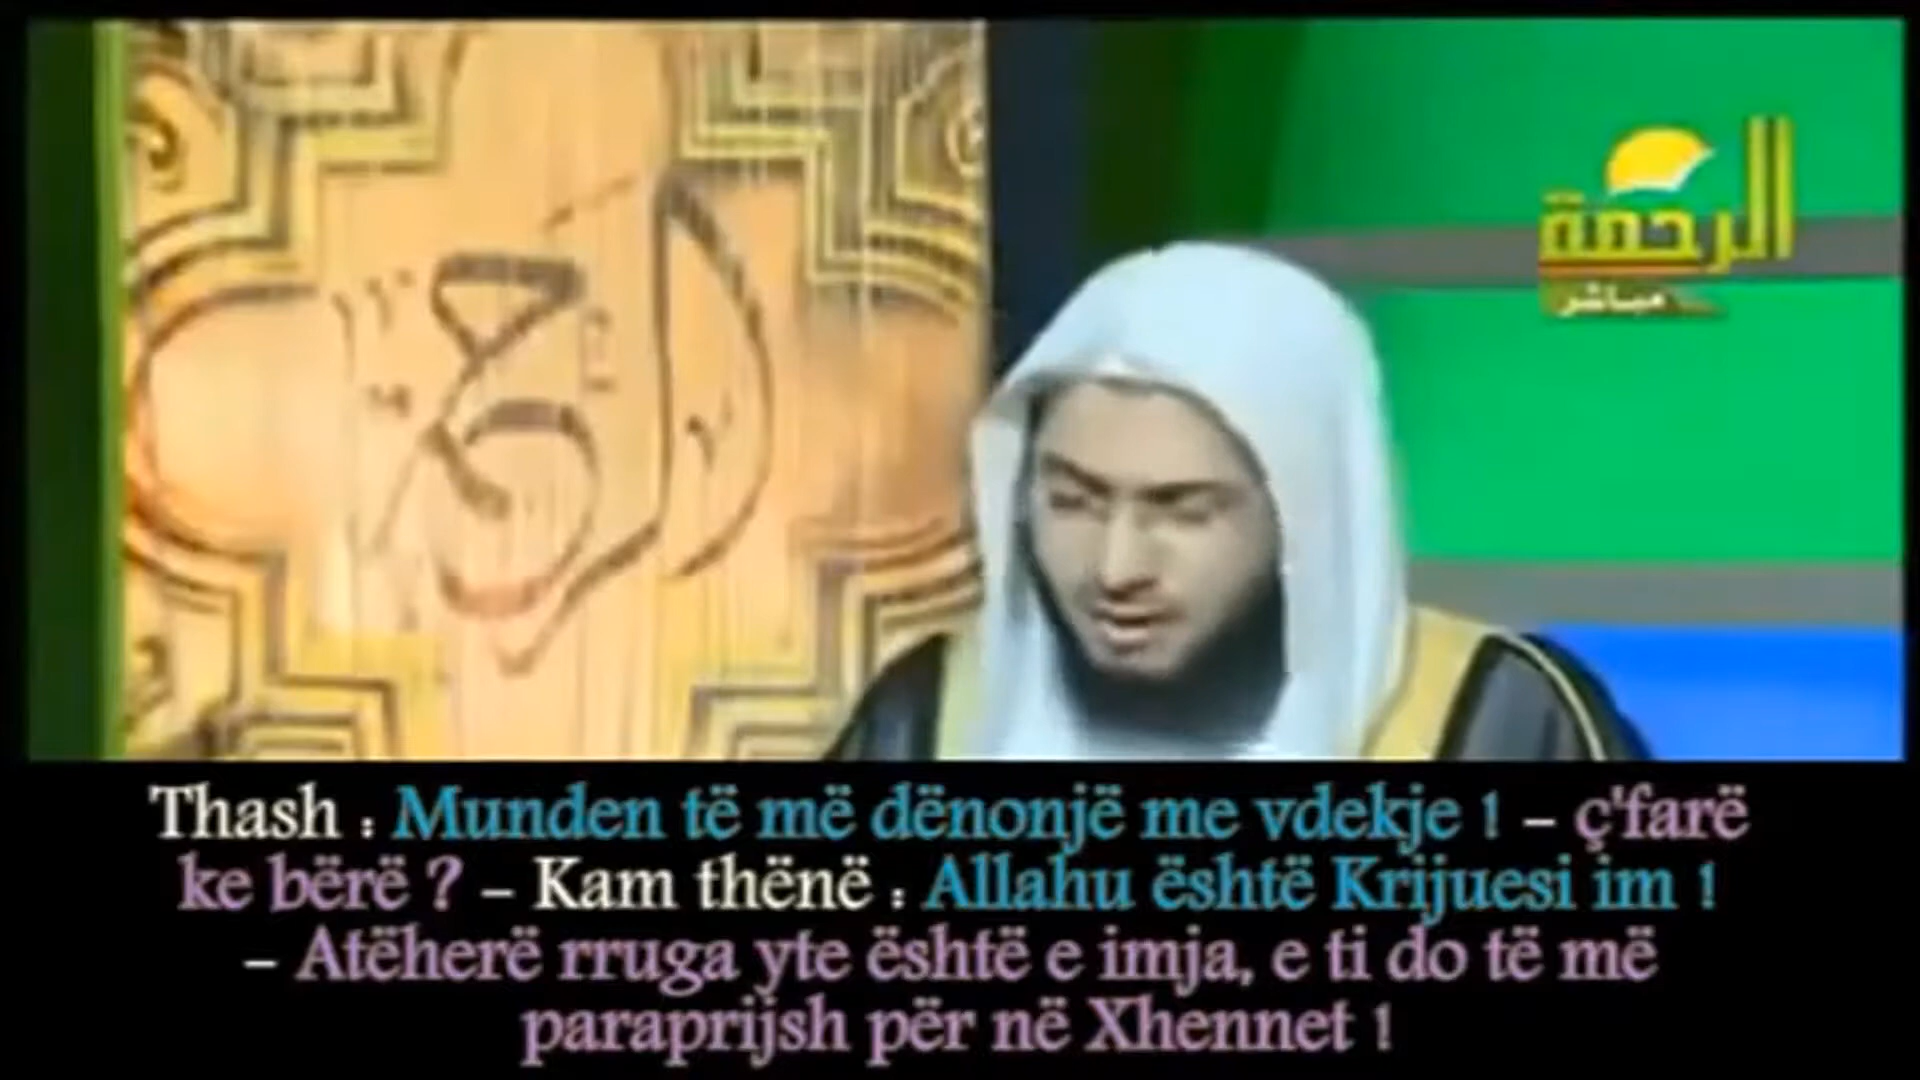 الرحمة
مباشر
Thash : Munden të më dënonjë me vdekje ! – ç'farë
ke bërë ? – Kam thënë : Allahu është Krijuesi im !
– Atëherë rruga yte është e imja, e ti do të më
paraprijsh për në Xhennet !